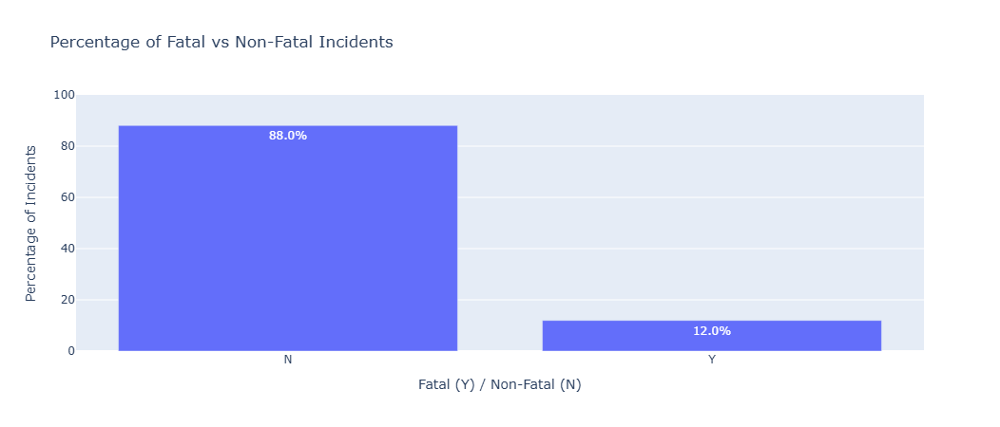 Percentage of Fatal vs Non-Fatal Incidents
Percentage of Incidents
100
80
60
40
20
0
88.0%
12.0%
N
Y
Fatal (Y) / Non-Fatal (N)